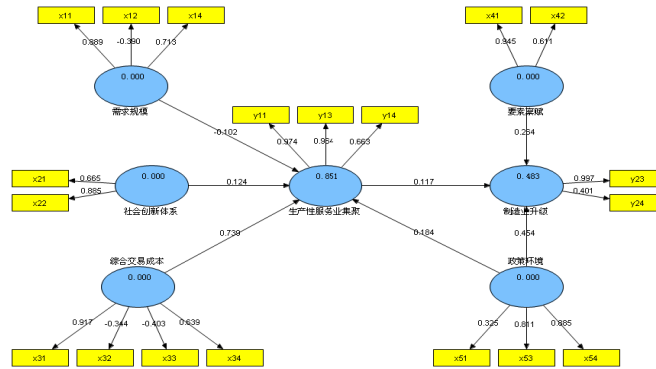 x11 x12 x14
0.889 -0.390 0.713
0.000
需求规模
x41 x42
0.945 0.611
0.000
要素禀赋
-0.102
0.264
y11 y13 y14
0.974 0.964 0.663
x21
x22
0.665
0.885
0.000
社会创新体系
0.124
0.851
生产性服务业集聚
0.117
0.483
制造业升级
0.997
0.401
y23
y24
0.739
0.184
0.454
综合交易成本
0.000
0.917 -0.344 -0.403 0.639
x31 x32 x33 x34
政策环境
0.000
0.325 0.811 0.885
x51 x53 x54